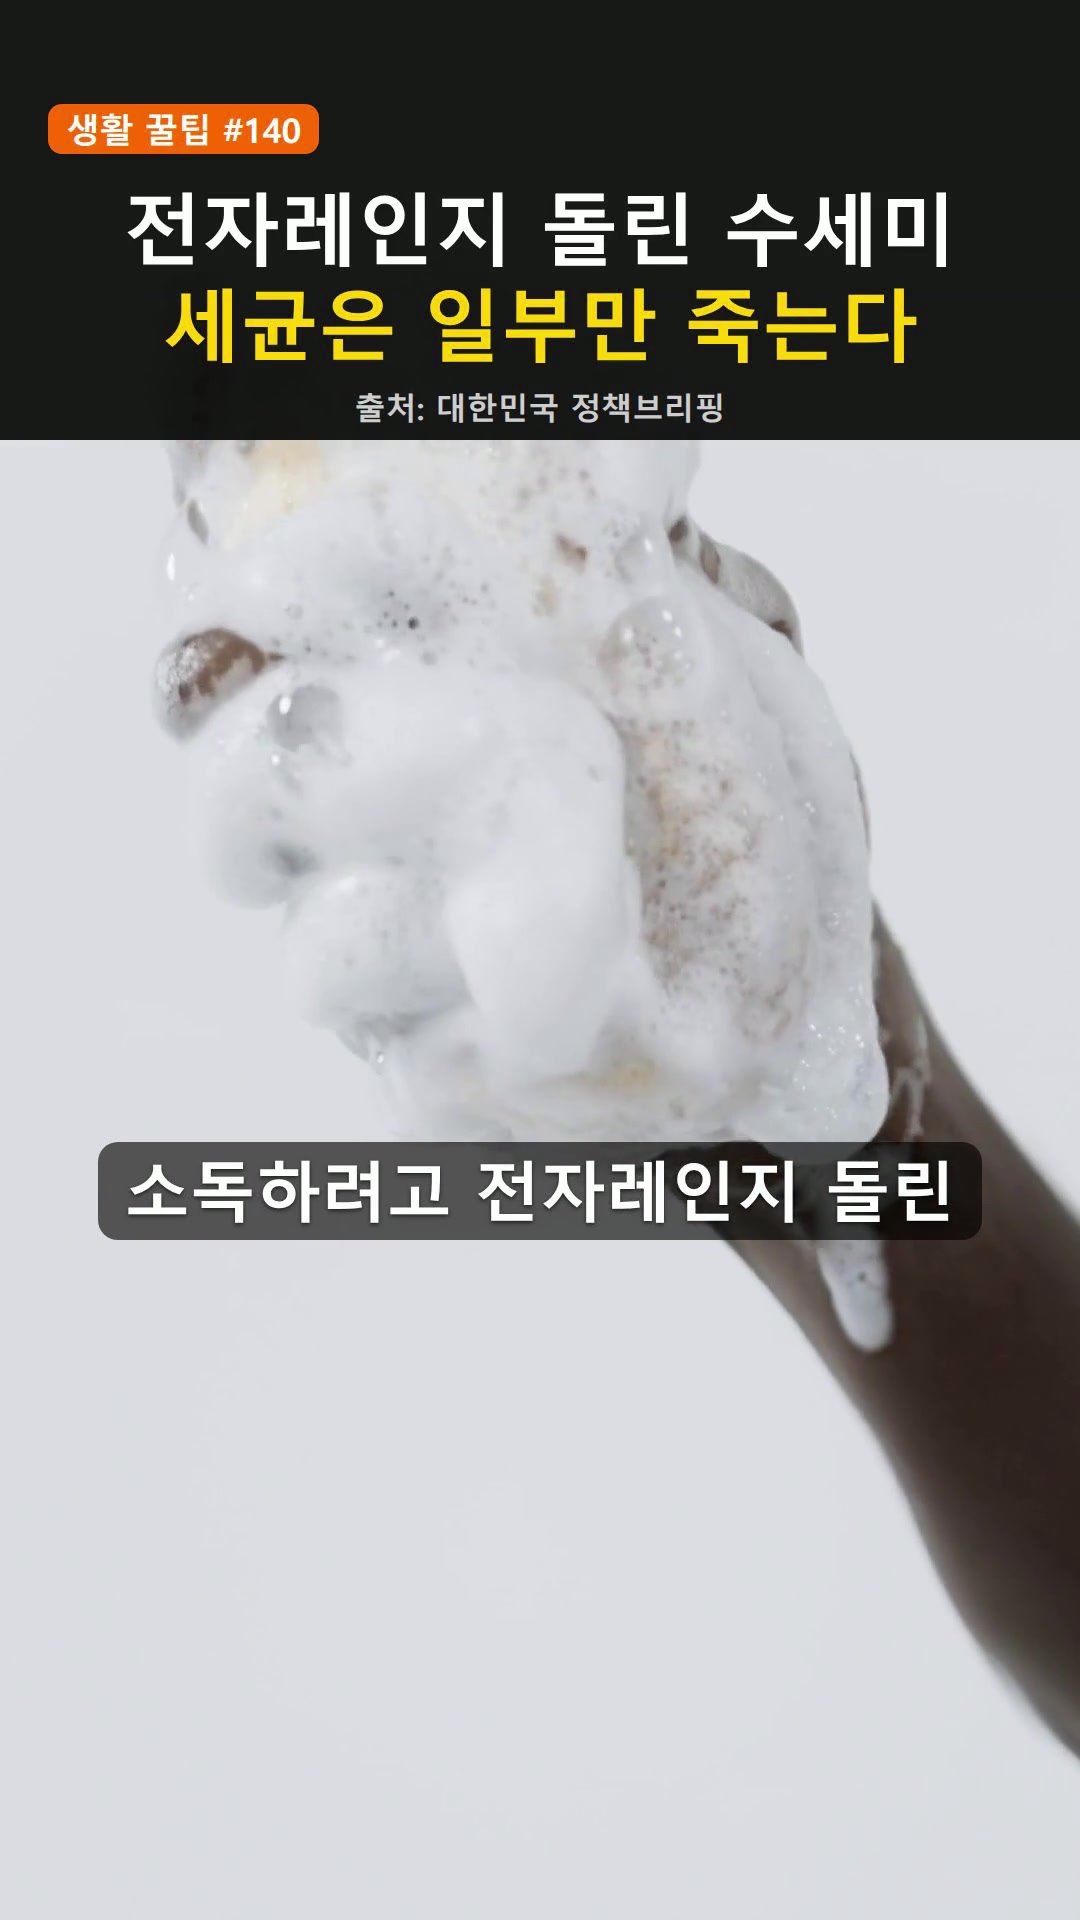 생활 꿀팁 #140
전자레인지 돌린 수세미
세균은 일부만 죽는다
출처: 대한민국 정책브리핑
소독하려고 전자레인지 돌린